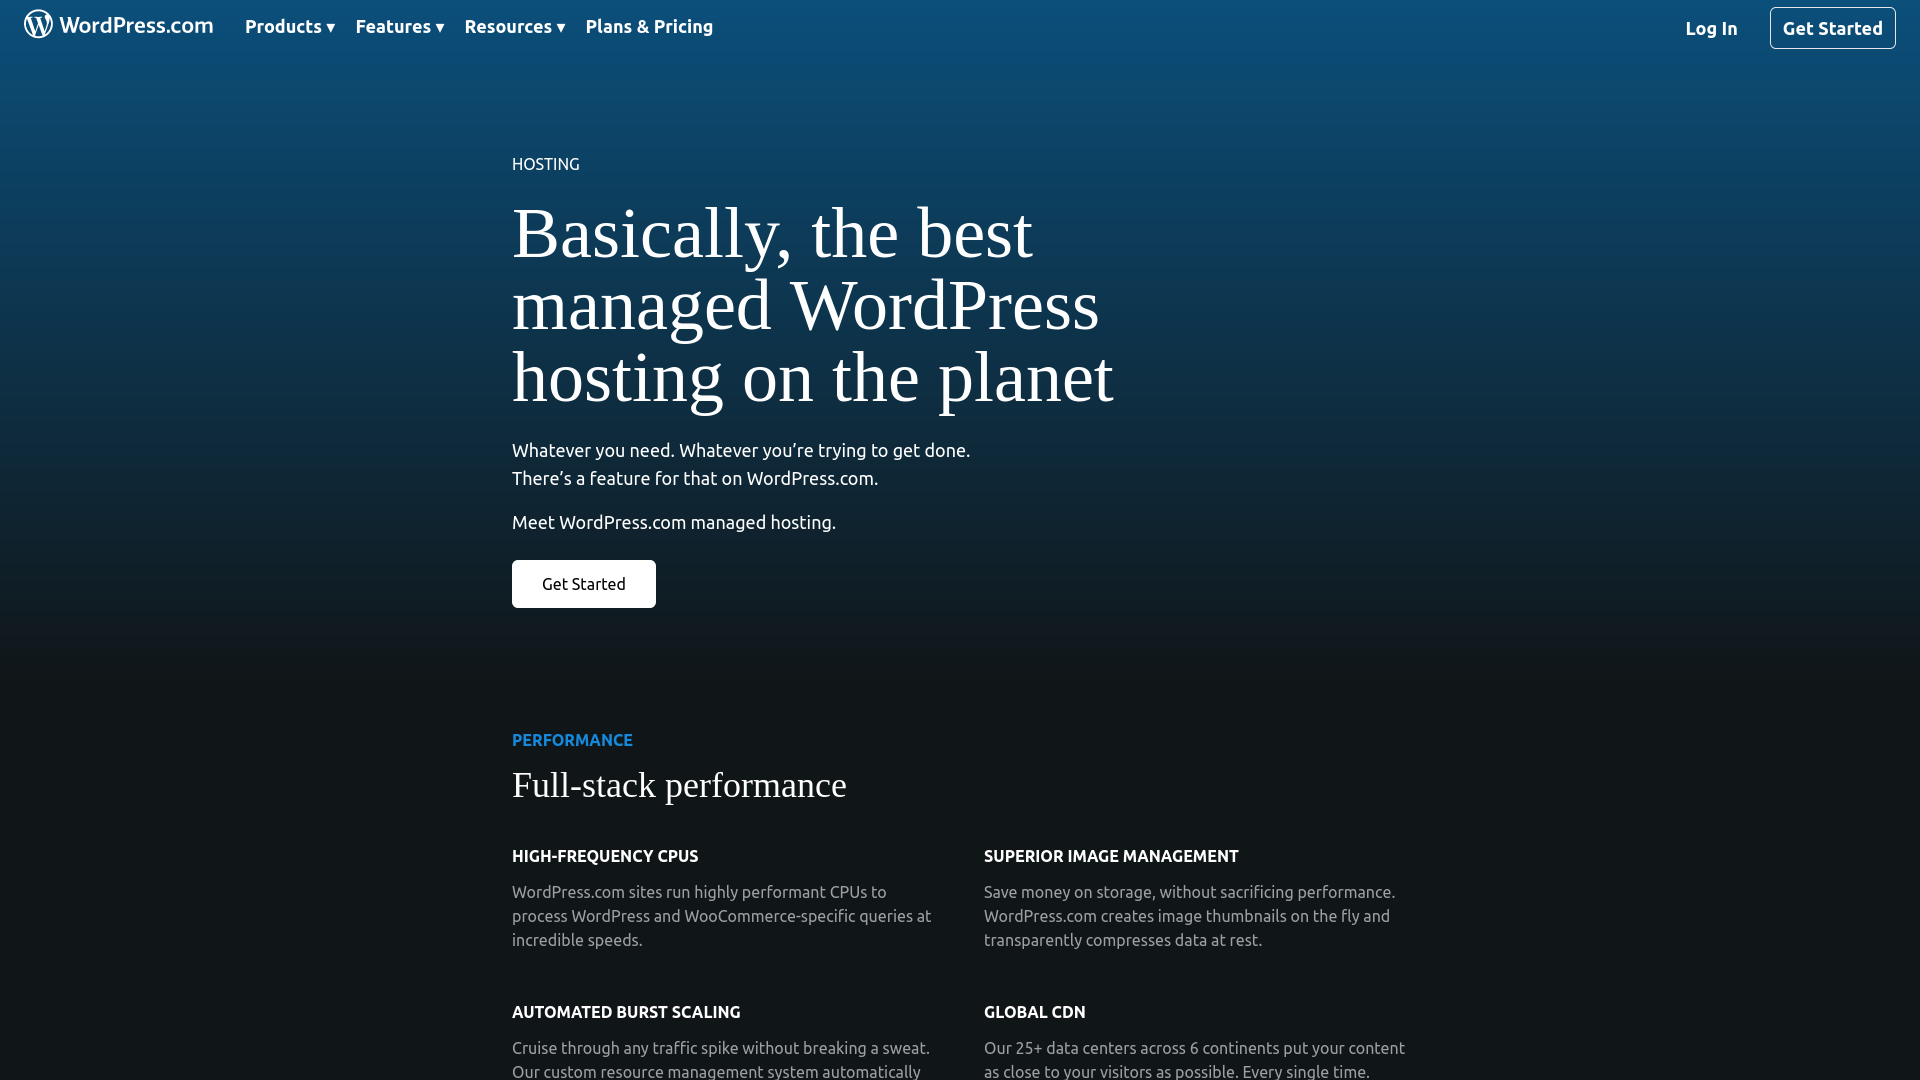 WordPress.com
Products ▾ Features ▾ Resources ▾ Plans & Pricing
Log In
Get Started
HOSTING
Basically, the best
managed WordPress
hosting on the planet
Whatever you need. Whatever you’re trying to get done.
There’s a feature for that on WordPress.com.
Meet WordPress.com managed hosting.
Get Started
PERFORMANCE
Full-stack performance
HIGH-FREQUENCY CPUS
WordPress.com sites run highly performant CPUs to
process WordPress and WooCommerce-specific queries at
incredible speeds.
SUPERIOR IMAGE MANAGEMENT
Save money on storage, without sacrificing performance.
WordPress.com creates image thumbnails on the fly and
transparently compresses data at rest.
AUTOMATED BURST SCALING
Cruise through any traffic spike without breaking a sweat.
Our custom resource management system automatically
GLOBAL CDN
Our 25+ data centers across 6 continents put your content
as close to your visitors as possible. Every single time.